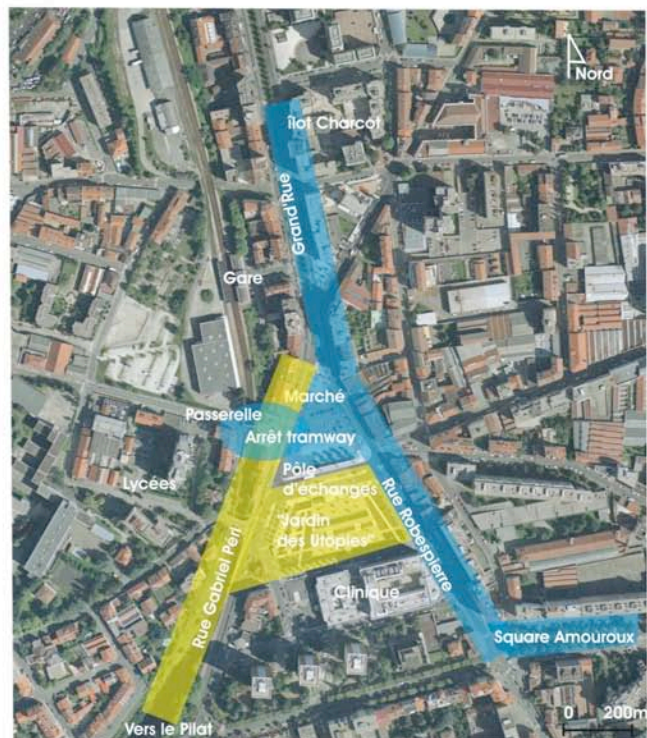 Nord
îlot Charcot
Grand'Rue
Gare
Marché
Passerelle
Arrêt tramway
Lycées
Pôle
d'échanges
"Jardin
des Utopies"
Rue Robespierre
Rue Gabriel Péri
Clinique
Square Amouroux
Vers le Pilat
0 200m